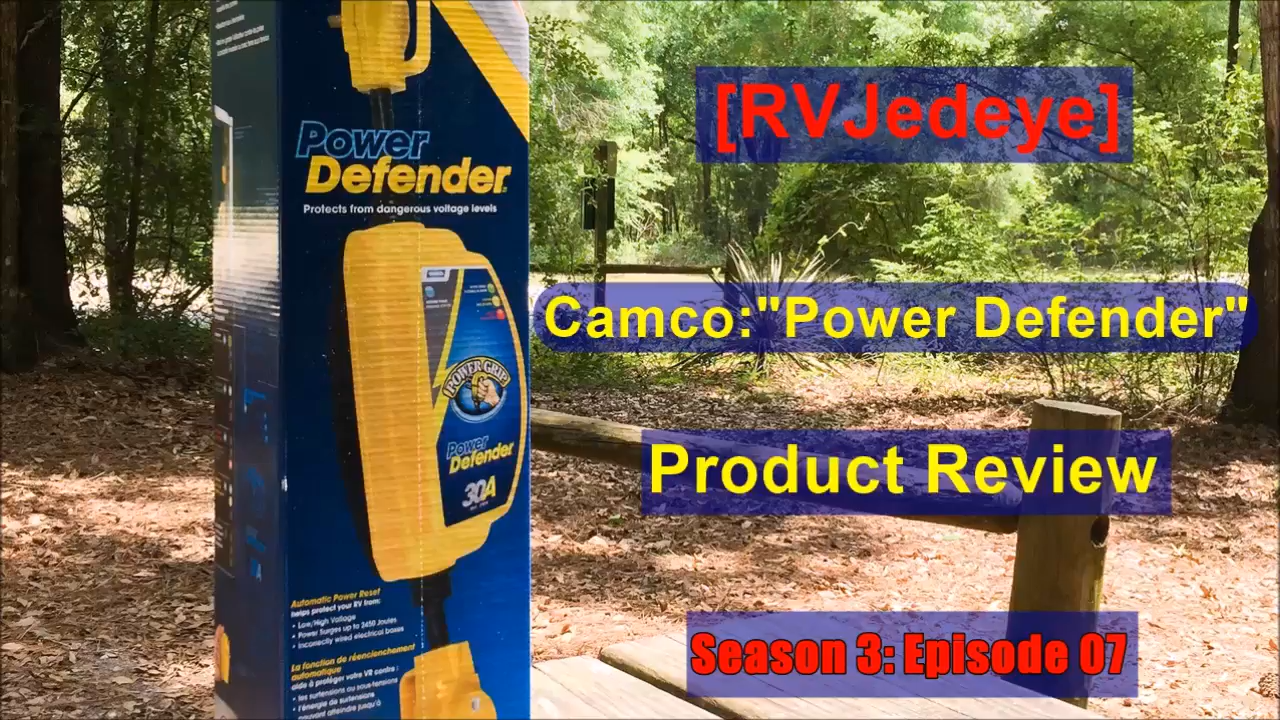 Power
Defender
Protects from dangerous voltage levels
POWER GRIP
Power
Defender
30A
Automatic Power Reset
helps protect your RV from:
• Low/High Voltage
• Power Surges up to 2450 Joules
• Incorrectly wired electrical boxes
La fonction de réenclenchement
automatique
aide à protéger votre VR contre :
• les surtensions ou sous-tensions
• l'énergie de surtensions
pouvant atteindre jusqu'à
[RVJedeye]
Camco:"Power Defender"
Product Review
Season 3: Episode 07